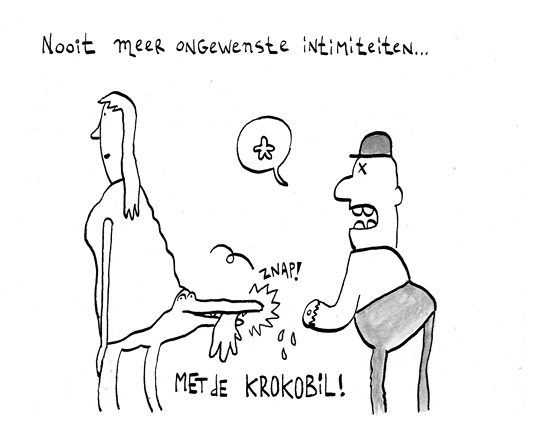 Nooit meer ongewenste intimiteiten...
*
ZNAP!
MET de KROKOBIL!